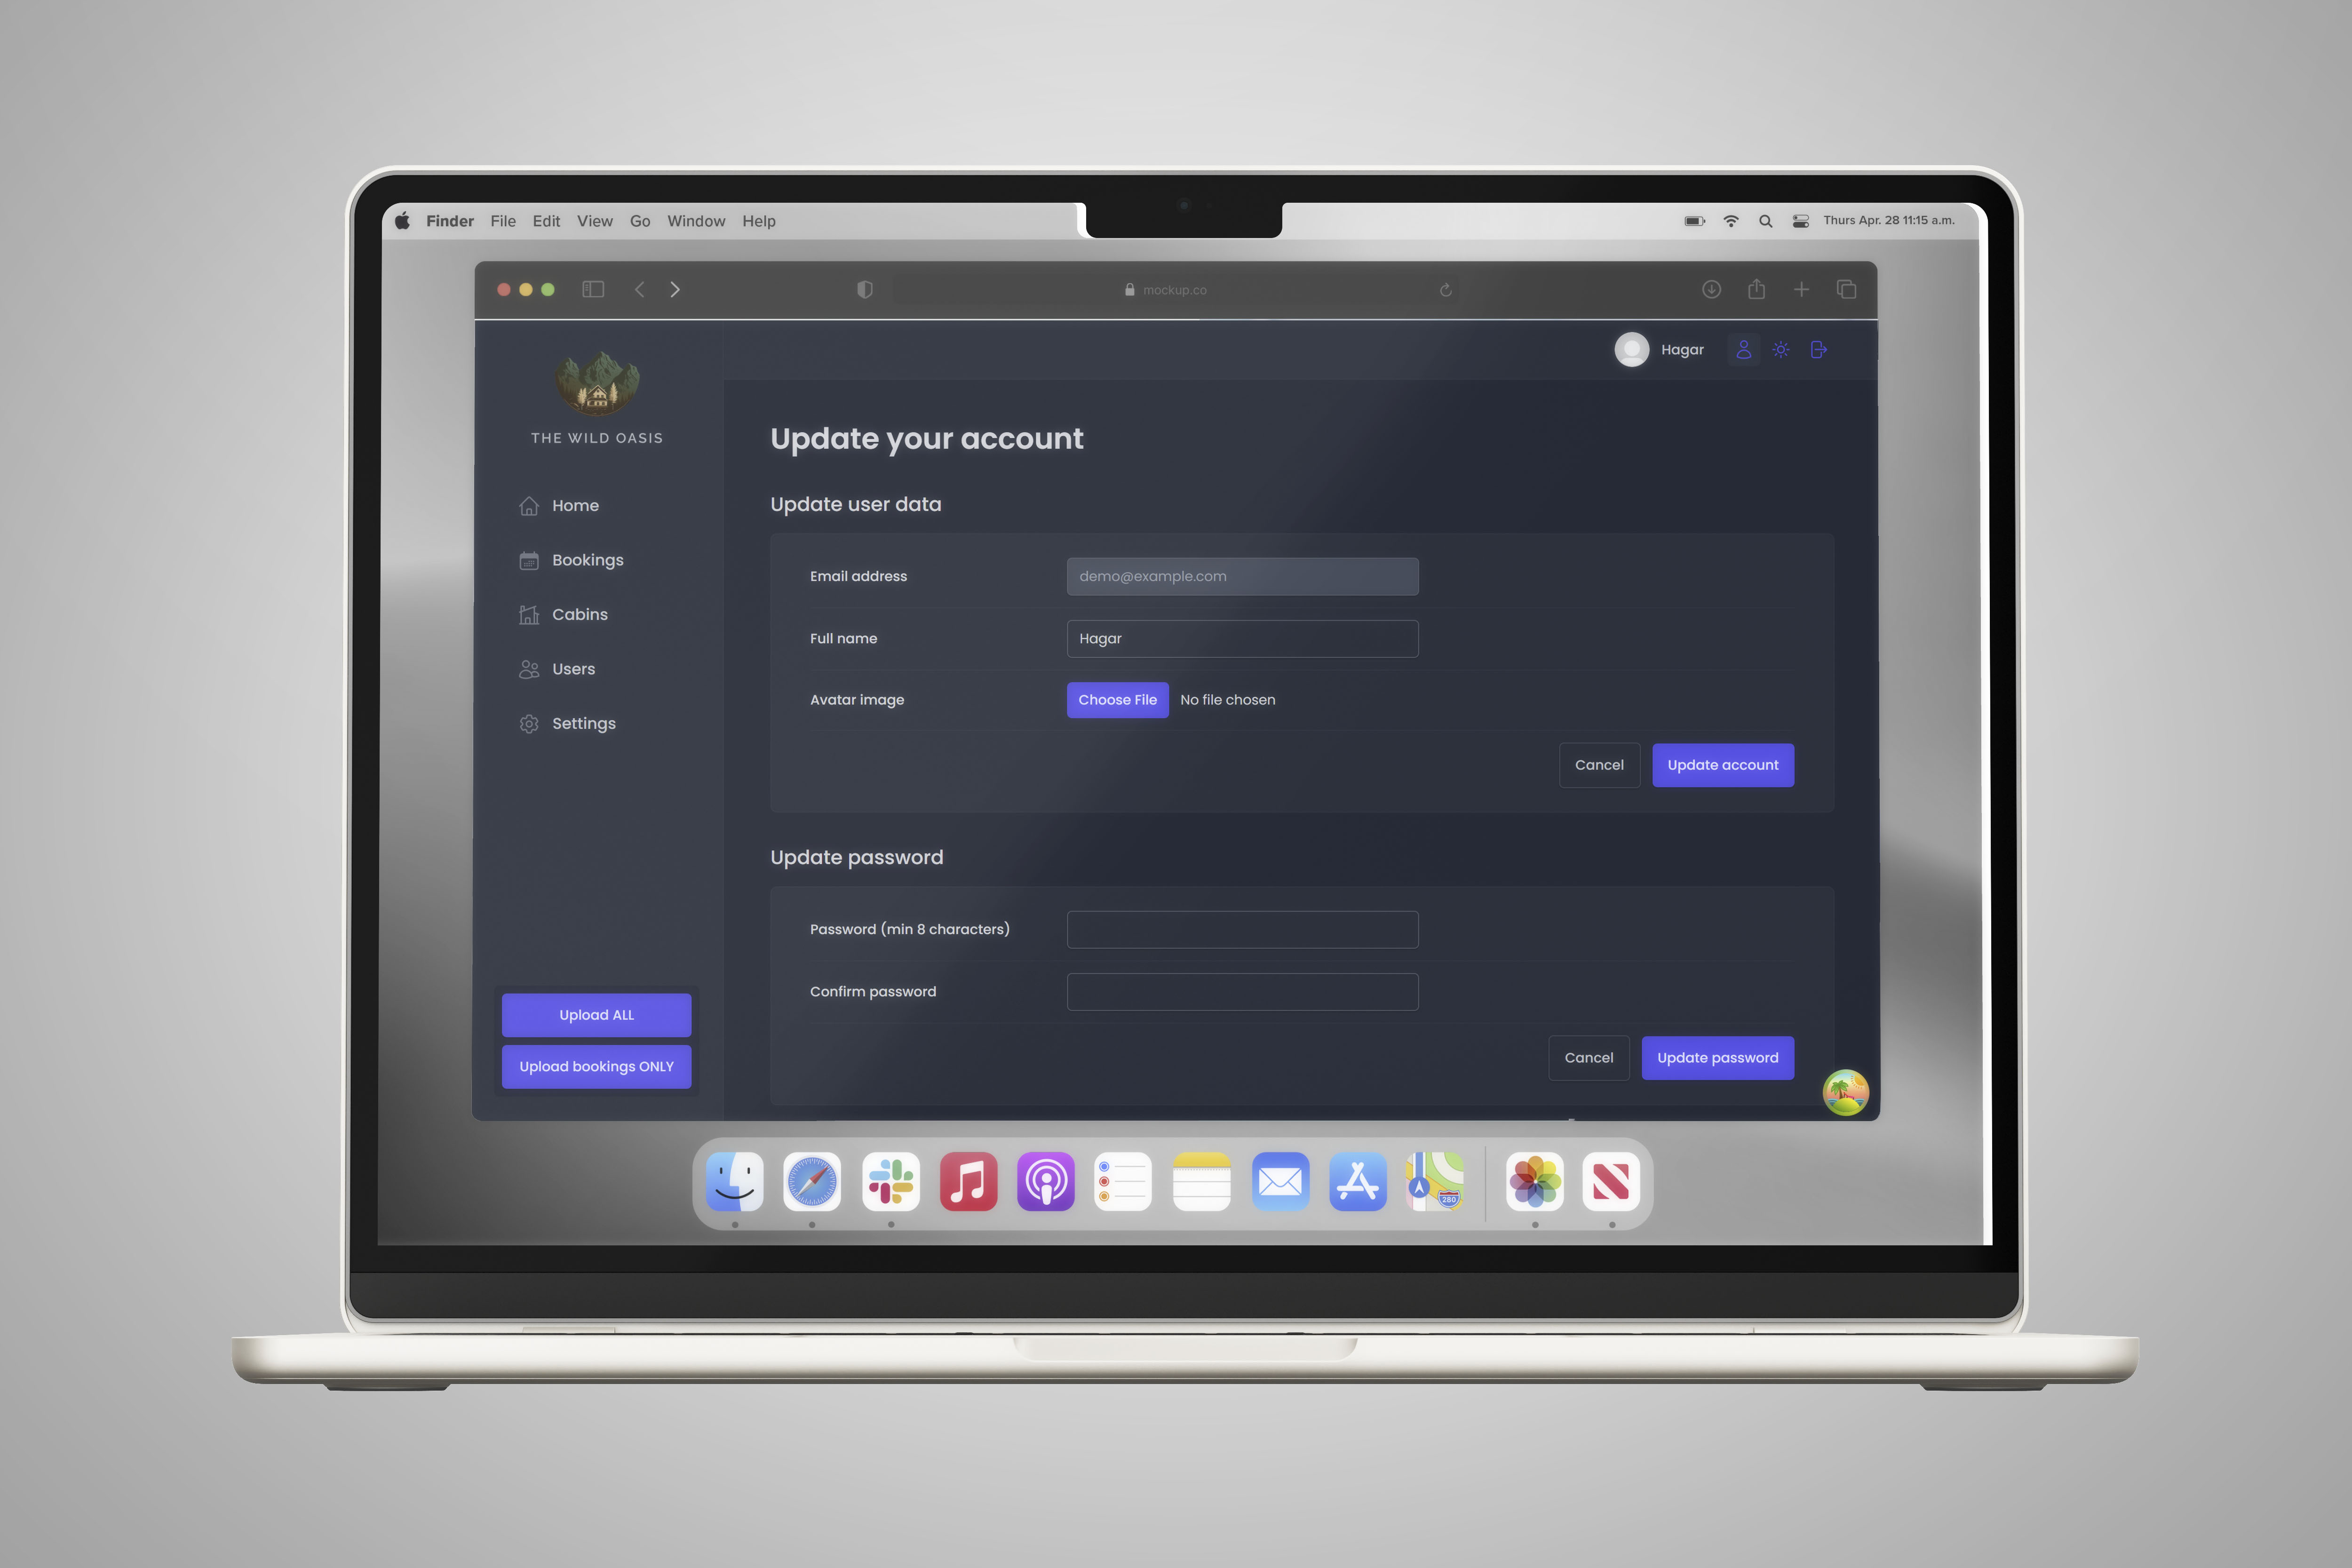 Finder File Edit View Go Window Help
Thurs Apr. 28 11:15 a.m.
mockup.co
THE WILD OASIS
Home
Bookings
Cabins
Users
Settings
Upload ALL
Upload bookings ONLY
Hagar
Update your account
Update user data
Email address
demo@example.com
Full name
Hagar
Avatar image
Choose File No file chosen
Cancel
Update account
Update password
Password (min 8 characters)
Confirm password
Cancel
Update password
280